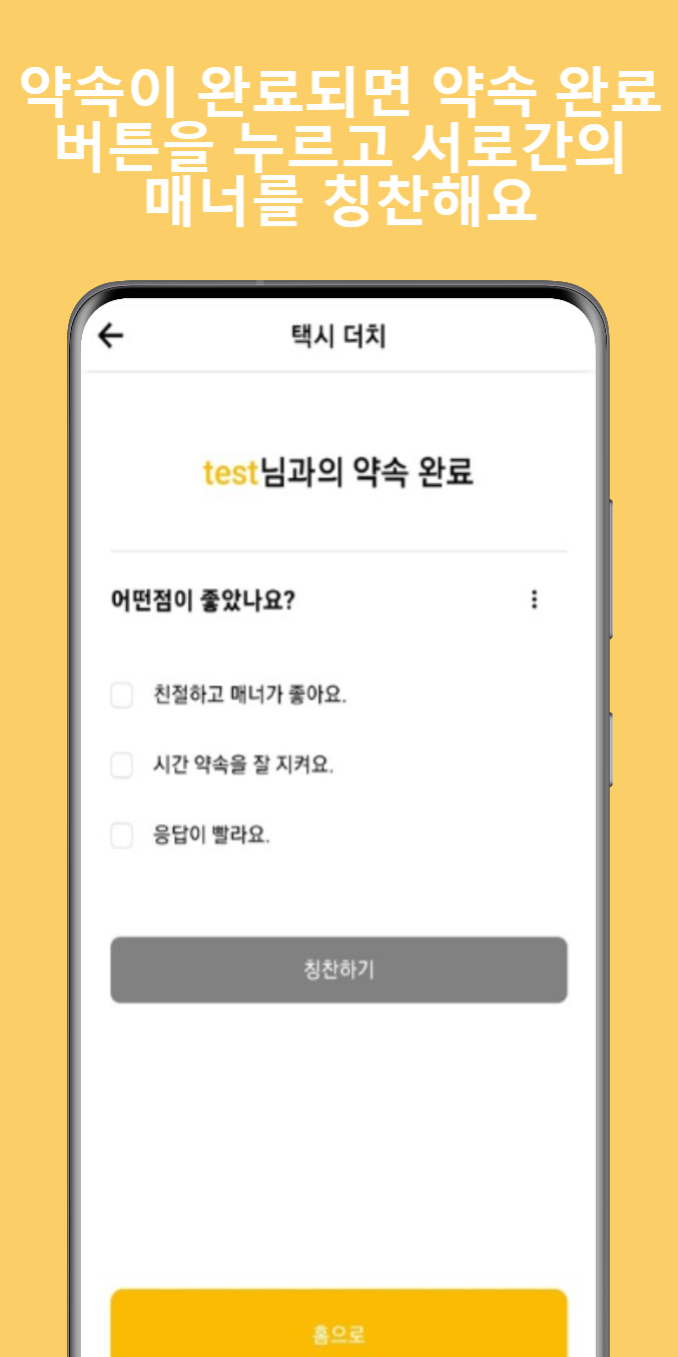 약속이 완료되면 약속 완료
버튼을 누르고 서로간의
매너를 칭찬해요
택시 더치
test님과의 약속 완료
어떤점이 좋았나요?
친절하고 매너가 좋아요.
시간 약속을 잘 지켜요.
응답이 빨라요.
칭찬하기
홈으로